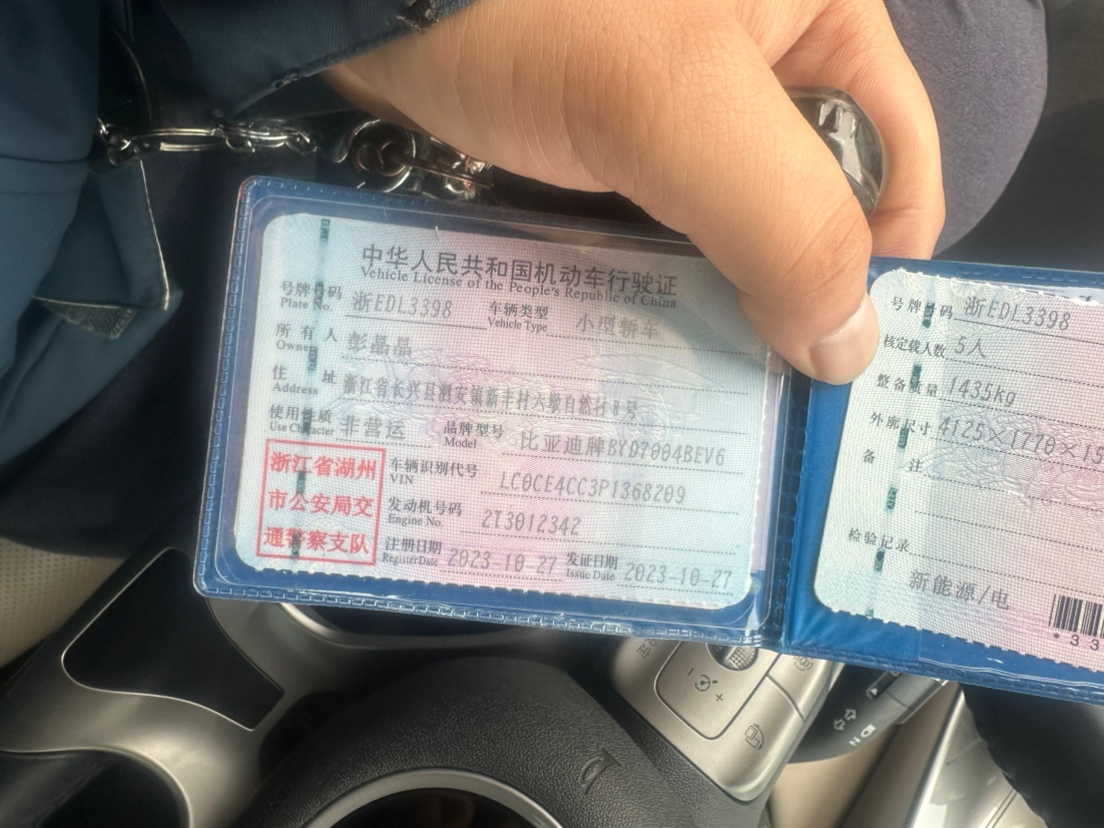 中华人民共和国机动车行驶证
Vehicle License of the People's Republic of China
号牌号码 浙EDL3398 车辆类型 小型轿车
Plate No. Vehicle Type
所有人 彭晶晶
Owner
住址 浙江省长兴县泗安镇新丰村六墩自然村 号
Address
使用性质 非营运 品牌型号 比亚迪牌BYD7004BEV6
Use Character Model
浙江省湖州
市公安局交
通警察支队
车辆识别代号 LC0CE4CC3P1368209
VIN
发动机号码 2T3012342
Engine No.
注册日期 2023-10-27 发证日期 2023-10-27
Register Date Issue Date
号牌号码 浙EDL3398
核定载人数 5人
整备质量 1435kg
外廓尺寸 4125×1770×15
备注
检验记录
新能源/电
*33